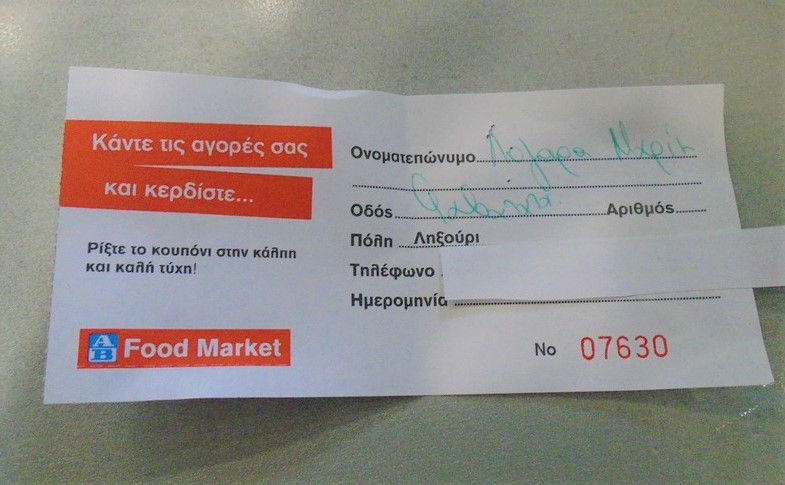 Κάντε τις αγορές σας
και κερδίστε...
Ρίξτε το κουπόνι στην κάλπη
και καλή τύχη!
AB Food Market
Ονοματεπώνυμο
Οδός Αριθμός
Πόλη Ληξούρι
Τηλέφωνο
Ημερομηνία
No 07630